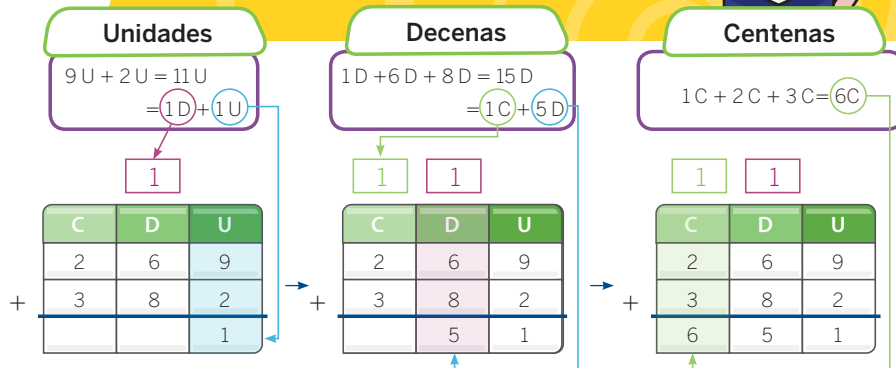 Unidades
9 U + 2 U = 11 U
= 1 D + 1 U
1
C D U
2 6 9
+ 3 8 2
1
Decenas
1 D + 6 D + 8 D = 15 D
= 1 C + 5 D
1 1
C D U
2 6 9
+ 3 8 2
5 1
Centenas
1 C + 2 C + 3 C = 6C
1 1
C D U
2 6 9
+ 3 8 2
6 5 1